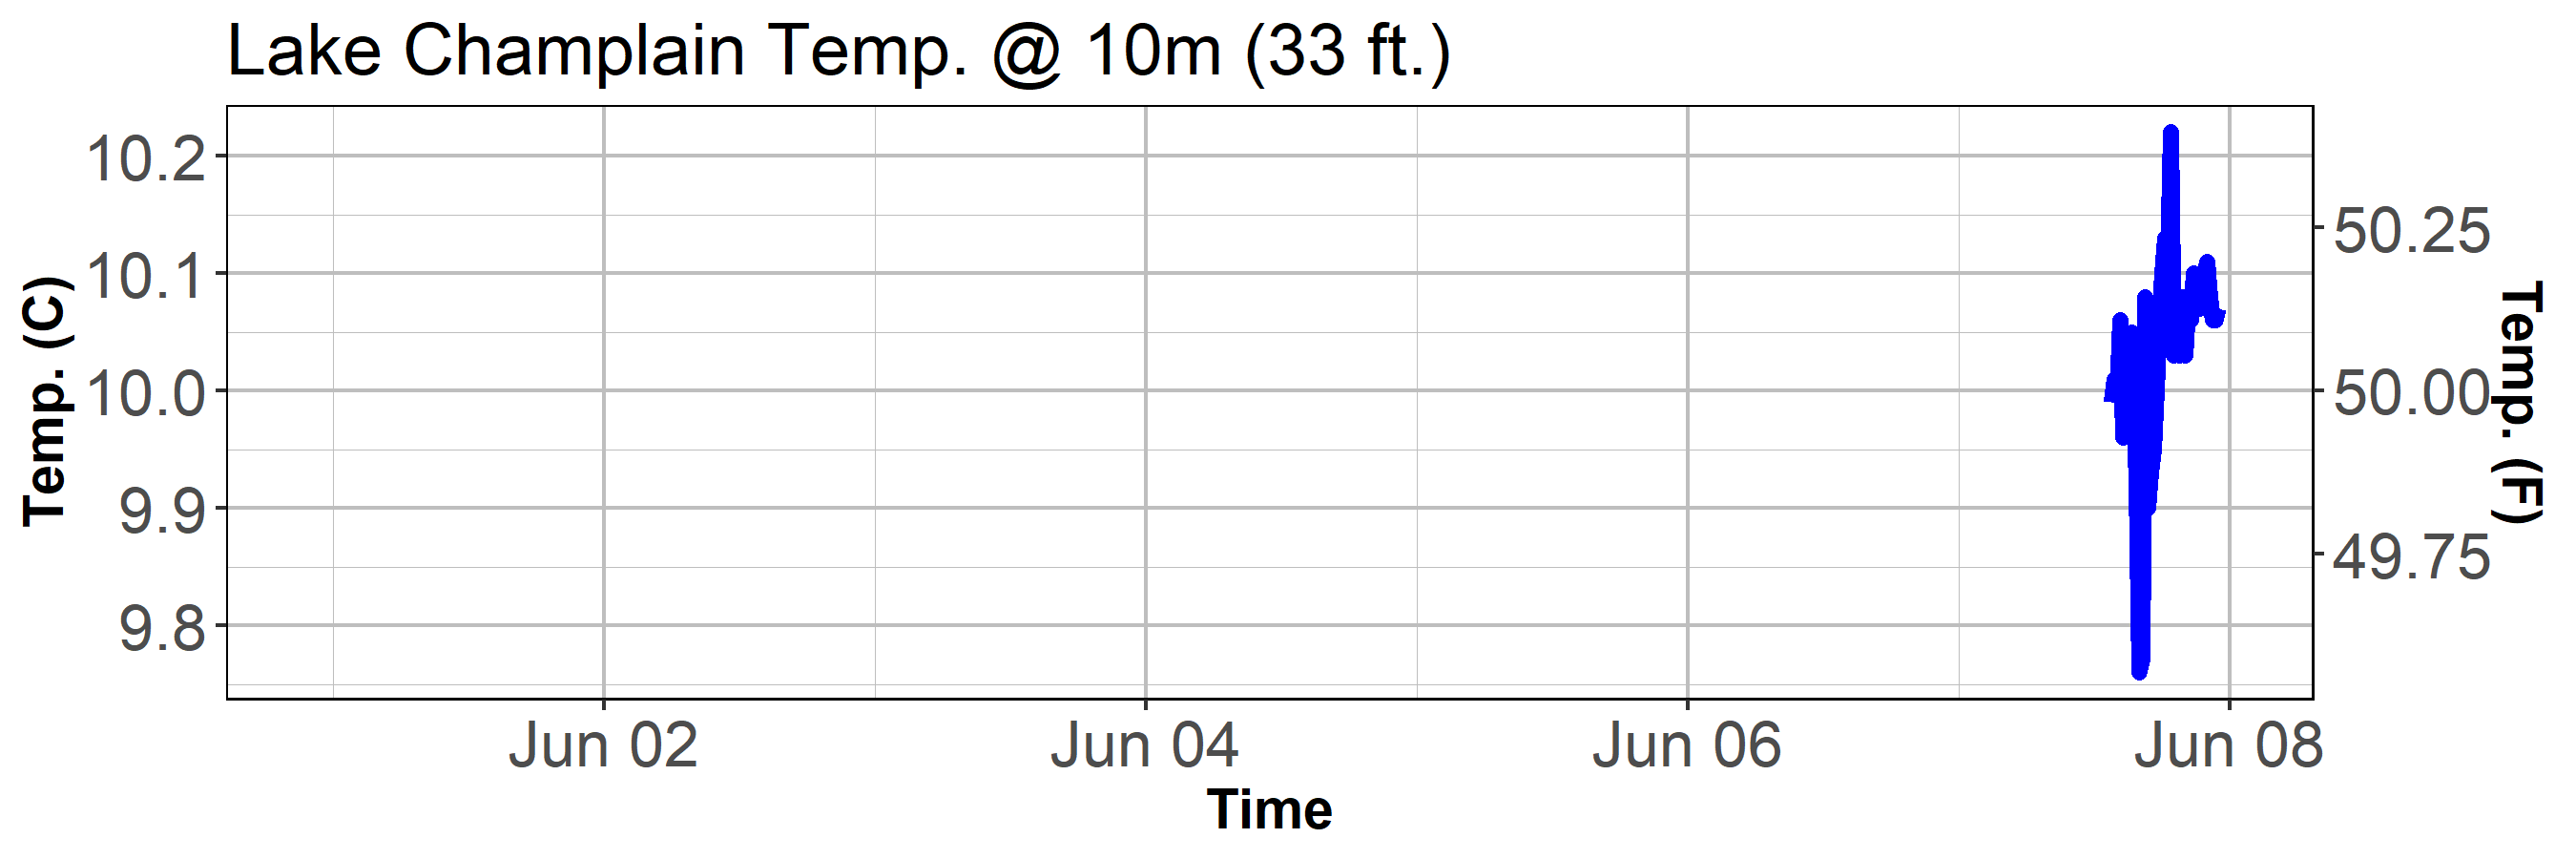 Lake Champlain Temp. @ 10m (33 ft.)
10.2
10.1
10.0
9.9
9.8
Temp. (C)
50.25
50.00
49.75
Temp. (F)
Jun 02 Jun 04 Jun 06 Jun 08
Time